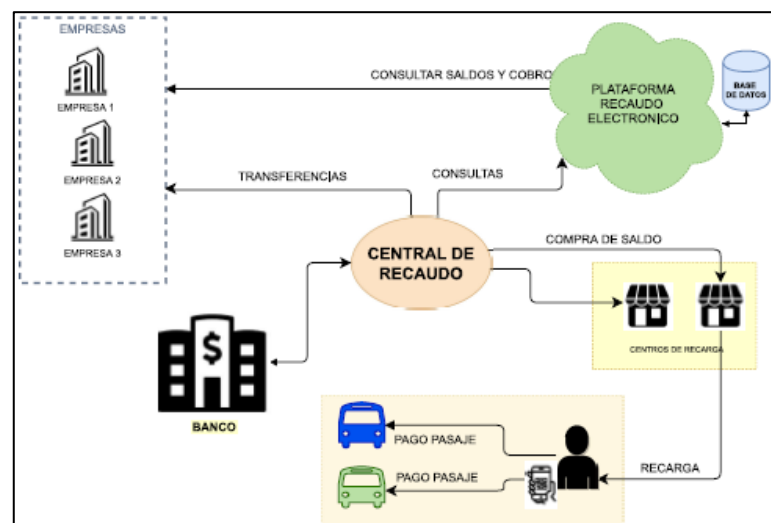 EMPRESAS
EMPRESA 1
EMPRESA 2
EMPRESA 3
CONSULTAR SALDOS Y COBRO
PLATAFORMA
RECAUDO
ELECTRONICO
BASE
DE DATOS
TRANSFERENCIAS
CONSULTAS
CENTRAL DE
RECAUDO
COMPRA DE SALDO
CENTROS DE RECARGA
$
BANCO
PAGO PASAJE
PAGO PASAJE
RECARGA